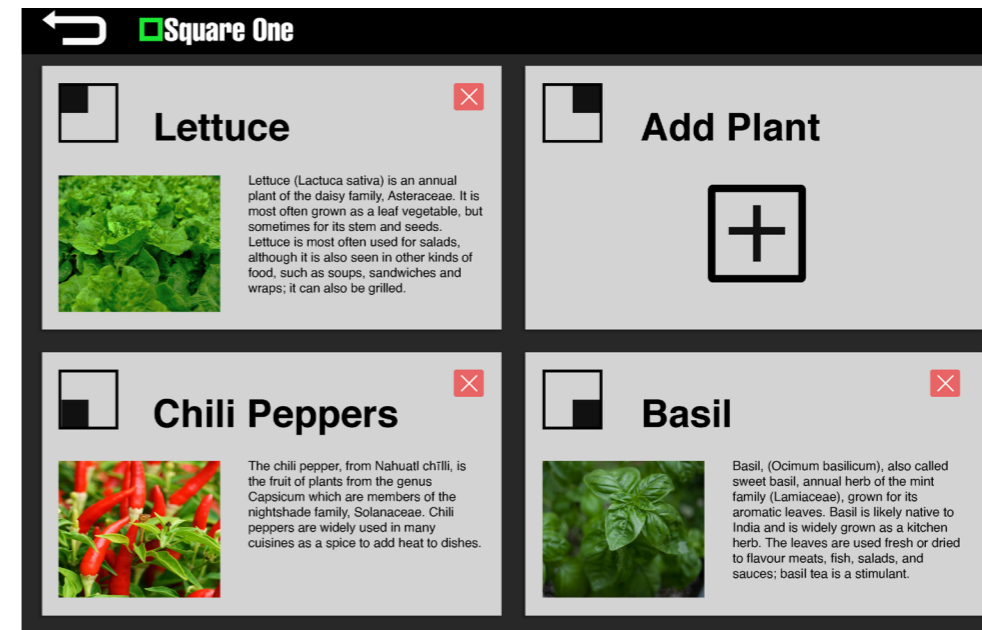 Square One
Lettuce
Lettuce (Lactuca sativa) is an annual
plant of the daisy family, Asteraceae. It is
most often grown as a leaf vegetable, but
sometimes for its stem and seeds.
Lettuce is most often used for salads,
although it is also seen in other kinds of
food, such as soups, sandwiches and
wraps; it can also be grilled.
Add Plant
Chili Peppers
The chili pepper, from Nahuatl chīlli, is
the fruit of plants from the genus
Capsicum which are members of the
nightshade family, Solanaceae. Chili
peppers are widely used in many
cuisines as a spice to add heat to dishes.
Basil
Basil, (Ocimum basilicum), also called
sweet basil, annual herb of the mint
family (Lamiaceae), grown for its
aromatic leaves. Basil is likely native to
India and is widely grown as a kitchen
herb. The leaves are used fresh or dried
to flavour meats, fish, salads, and
sauces; basil tea is a stimulant.